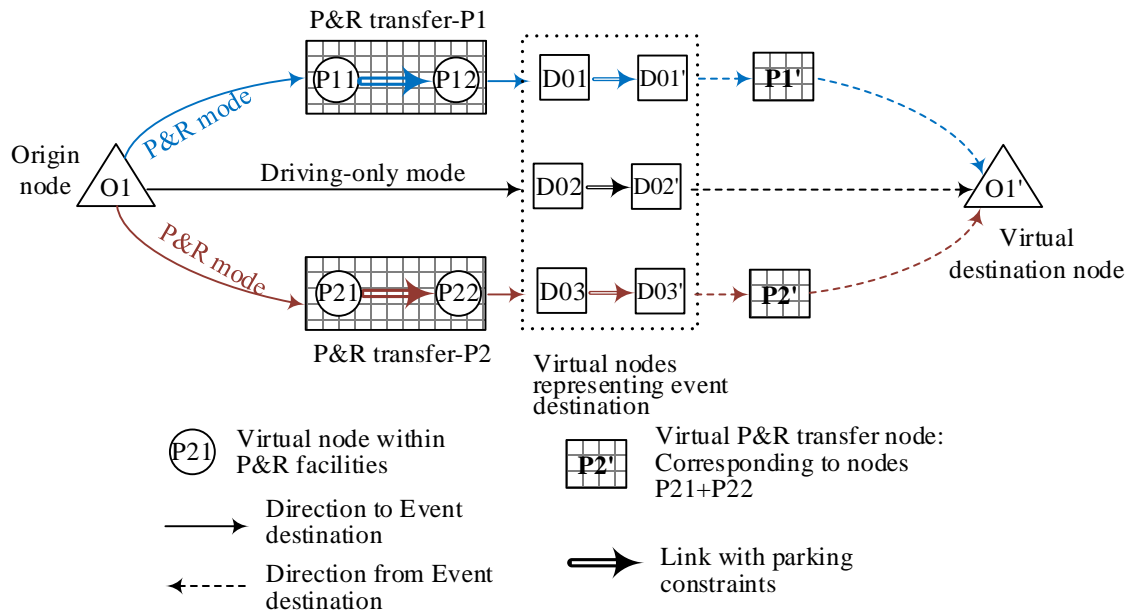 P&R transfer-P1
P11
P12
D01
D01'
P1'
P&R mode
Origin
node
O1
Driving-only mode
D02
D02'
O1'
P&R mode
Virtual
destination node
P21
P22
D03
D03'
P2'
P&R transfer-P2
Virtual nodes
representing event
destination
P21
Virtual node within
P&R facilities
P2'
Virtual P&R transfer node:
Corresponding to nodes
P21+P22
Direction to Event
destination
Link with parking
constraints
Direction from Event
destination